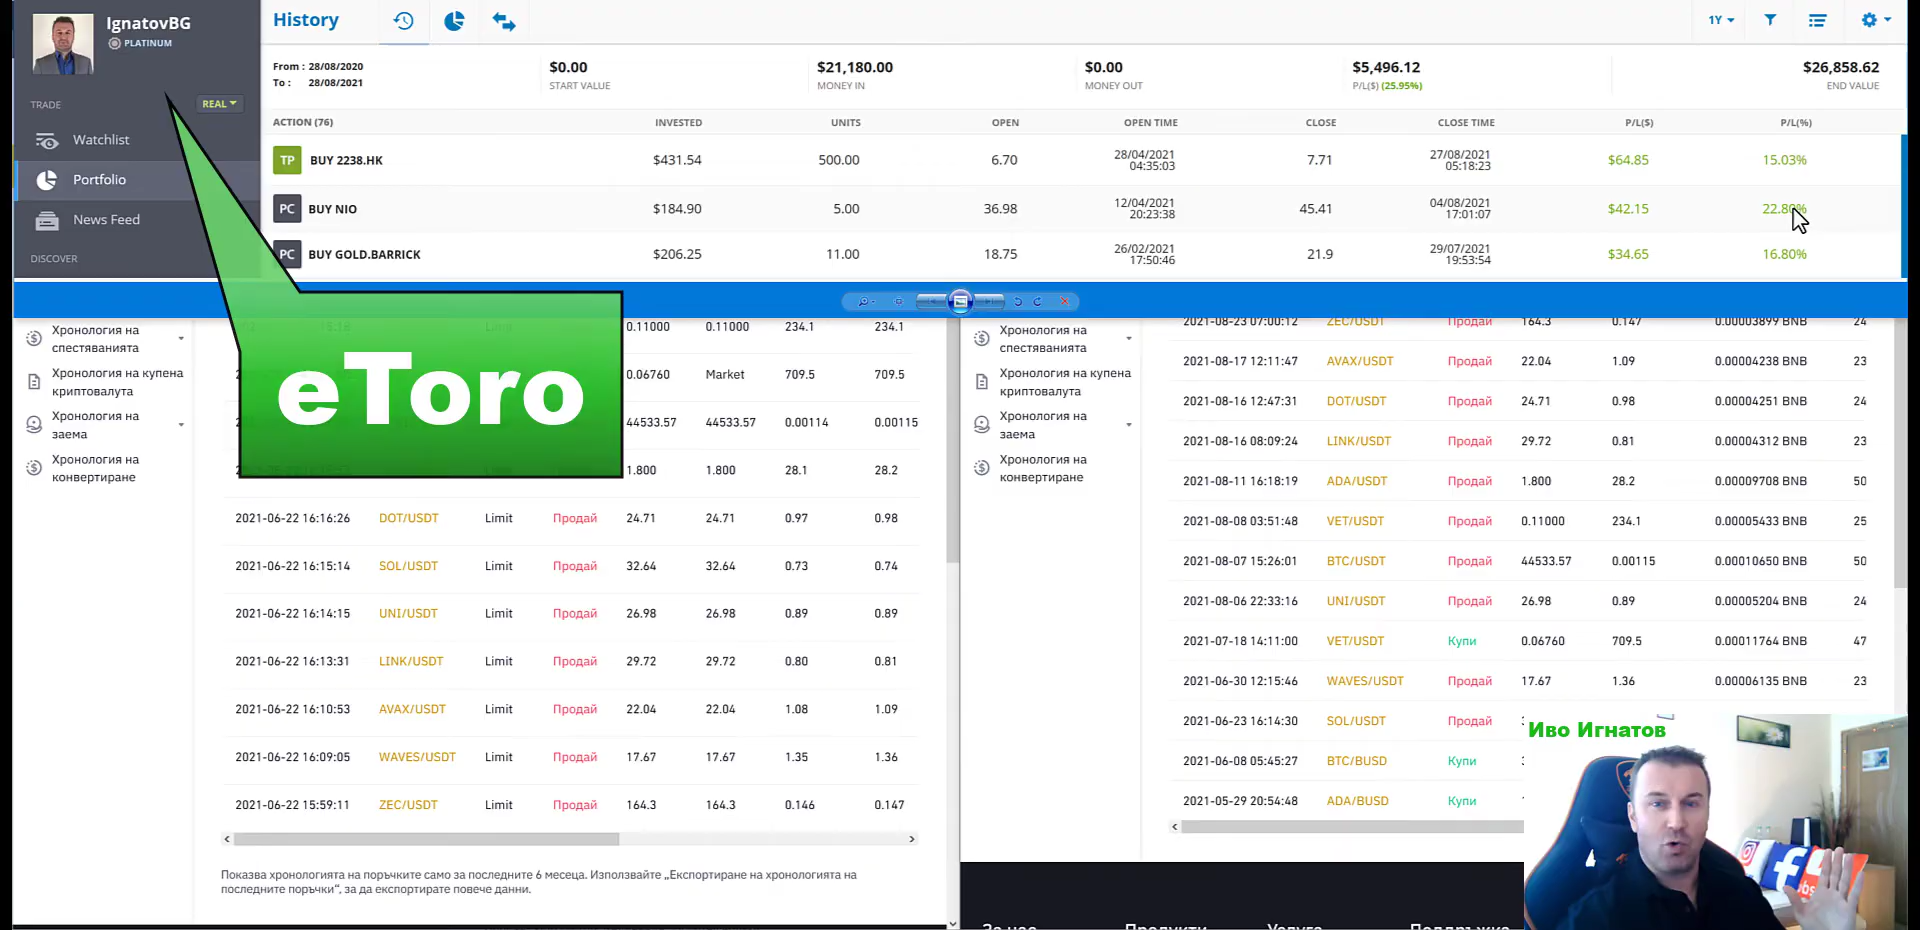 IgnatovBG
PLATINUM
TRADE
REAL
Watchlist
Portfolio
News Feed
DISCOVER
History
1Y
From : 28/08/2020
To : 28/08/2021
$0.00
START VALUE
$21,180.00
MONEY IN
$0.00
MONEY OUT
$5,496.12
P/L($) (25.95%)
$26,858.62
END VALUE
ACTION (76) INVESTED UNITS OPEN OPEN TIME CLOSE CLOSE TIME P/L($) P/L(%)
TP BUY 2238.HK $431.54 500.00 6.70 28/04/2021 04:35:03 7.71 27/08/2021 05:18:23 $64.85 15.03%
PC BUY NIO $184.90 5.00 36.98 12/04/2021 20:23:38 45.41 04/08/2021 17:01:07 $42.15 22.80%
PC BUY GOLD.BARRICK $206.25 11.00 18.75 26/02/2021 17:50:46 21.9 29/07/2021 19:53:54 $34.65 16.80%
eToro
Хронология на
спестяванията
Хронология на купена
криптовалута
Хронология на
заема
Хронология на
конвертиране
0.11000 0.11000 234.1 234.1
0.06760 Market 709.5 709.5
44533.57 44533.57 0.00114 0.00115
1.800 1.800 28.1 28.2
2021-06-22 16:16:26 DOT/USDT Limit Продай 24.71 24.71 0.97 0.98
2021-06-22 16:15:14 SOL/USDT Limit Продай 32.64 32.64 0.73 0.74
2021-06-22 16:14:15 UNI/USDT Limit Продай 26.98 26.98 0.89 0.89
2021-06-22 16:13:31 LINK/USDT Limit Продай 29.72 29.72 0.80 0.81
2021-06-22 16:10:53 AVAX/USDT Limit Продай 22.04 22.04 1.08 1.09
2021-06-22 16:09:05 WAVES/USDT Limit Продай 17.67 17.67 1.35 1.36
2021-06-22 15:59:11 ZEC/USDT Limit Продай 164.3 164.3 0.146 0.147
Показва хронологията на поръчките само за последните 6 месеца. Използвайте „Експортиране на хронологията на
последните поръчки“, за да експортирате повече данни.
Хронология на
спестяванията
Хронология на купена
криптовалута
Хронология на
заема
Хронология на
конвертиране
2021-08-23 07:00:12 ZEC/USDT Продай 164.3 0.147 0.00003899 BNB 24
2021-08-17 12:11:47 AVAX/USDT Продай 22.04 1.09 0.00004238 BNB 23
2021-08-16 12:47:31 DOT/USDT Продай 24.71 0.98 0.00004251 BNB 24
2021-08-16 08:09:24 LINK/USDT Продай 29.72 0.81 0.00004312 BNB 23
2021-08-11 16:18:19 ADA/USDT Продай 1.800 28.2 0.00009708 BNB 50
2021-08-08 03:51:48 VET/USDT Продай 0.11000 234.1 0.00005433 BNB 25
2021-08-07 15:26:01 BTC/USDT Продай 44533.57 0.00115 0.00010650 BNB 50
2021-08-06 22:33:16 UNI/USDT Продай 26.98 0.89 0.00005204 BNB 24
2021-07-18 14:11:00 VET/USDT Купи 0.06760 709.5 0.00011764 BNB 47
2021-06-30 12:15:46 WAVES/USDT Продай 17.67 1.36 0.00006135 BNB 23
2021-06-23 16:14:30 SOL/USDT Продай
2021-06-08 05:45:27 BTC/BUSD Купи
2021-05-29 20:54:48 ADA/BUSD Купи
Иво Игнатов
За нас Продукти Услуга Поддръжка